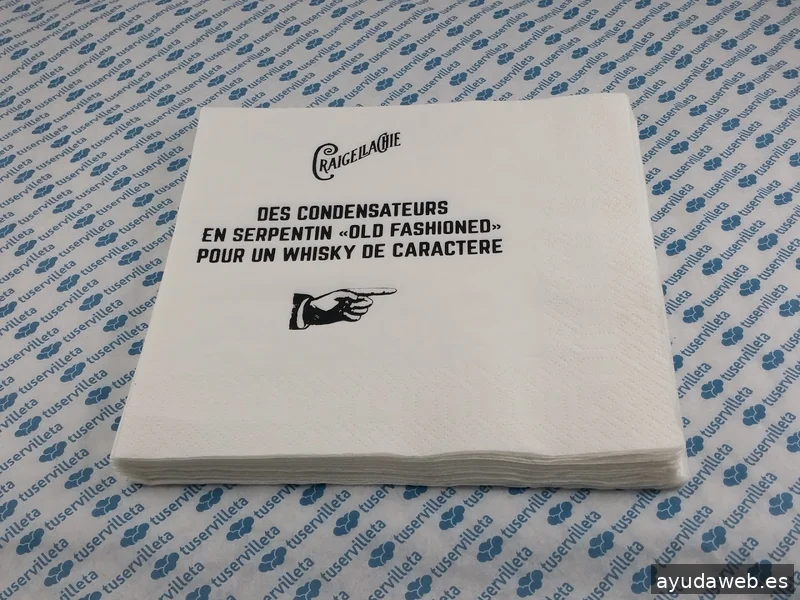 CRAIGELLACHIE
DES CONDENSATEURS
EN SERPENTIN «OLD FASHIONED»
POUR UN WHISKY DE CARACTERE
tuservilleta
ayudaweb.es